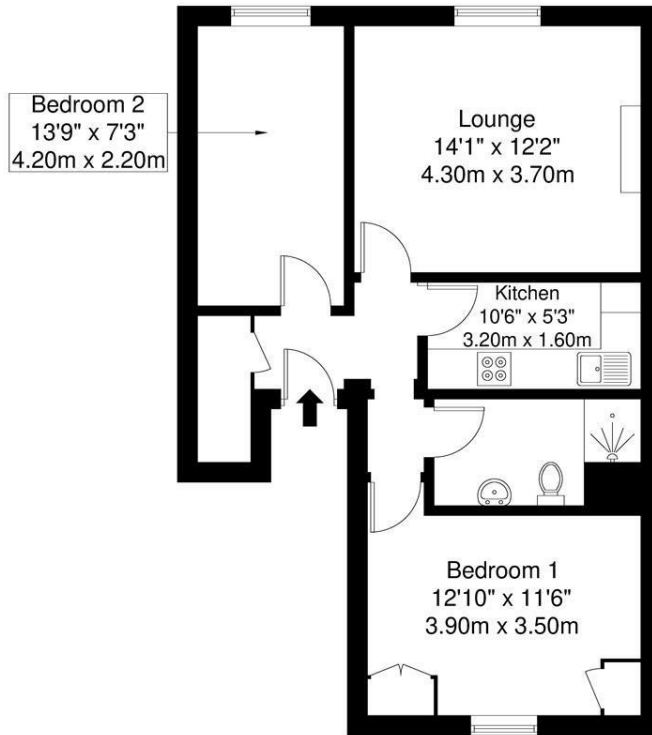 Bedroom 2
13'9" x 7'3"
4.20m x 2.20m
Lounge
14'1" x 12'2"
4.30m x 3.70m
Kitchen
10'6" x 5'3"
3.20m x 1.60m
Bedroom 1
12'10" x 11'6"
3.90m x 3.50m